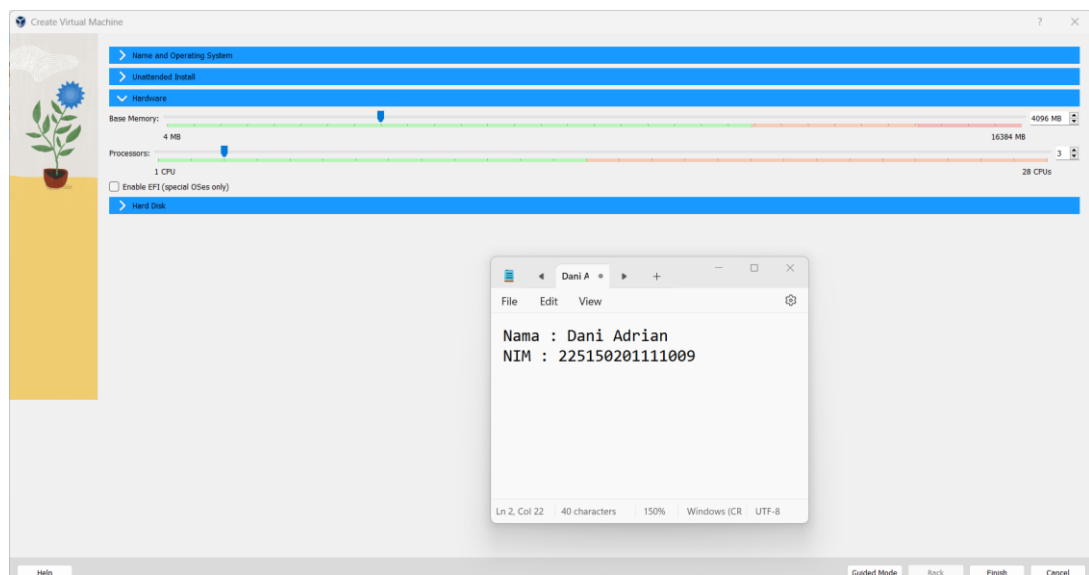 Create Virtual Machine
?
Name and Operating System
Unattended Install
Hardware
Base Memory:
4096 MB
4 MB
16384 MB
Processors:
3
1 CPU
28 CPUs
Enable EFI (special OSes only)
Hard Disk
Dani A
File Edit View
Nama : Dani Adrian
NIM : 225150201111009
Ln 2, Col 22 40 characters 150% Windows (CR UTF-8
Help Guided Mode Back Finish Cancel